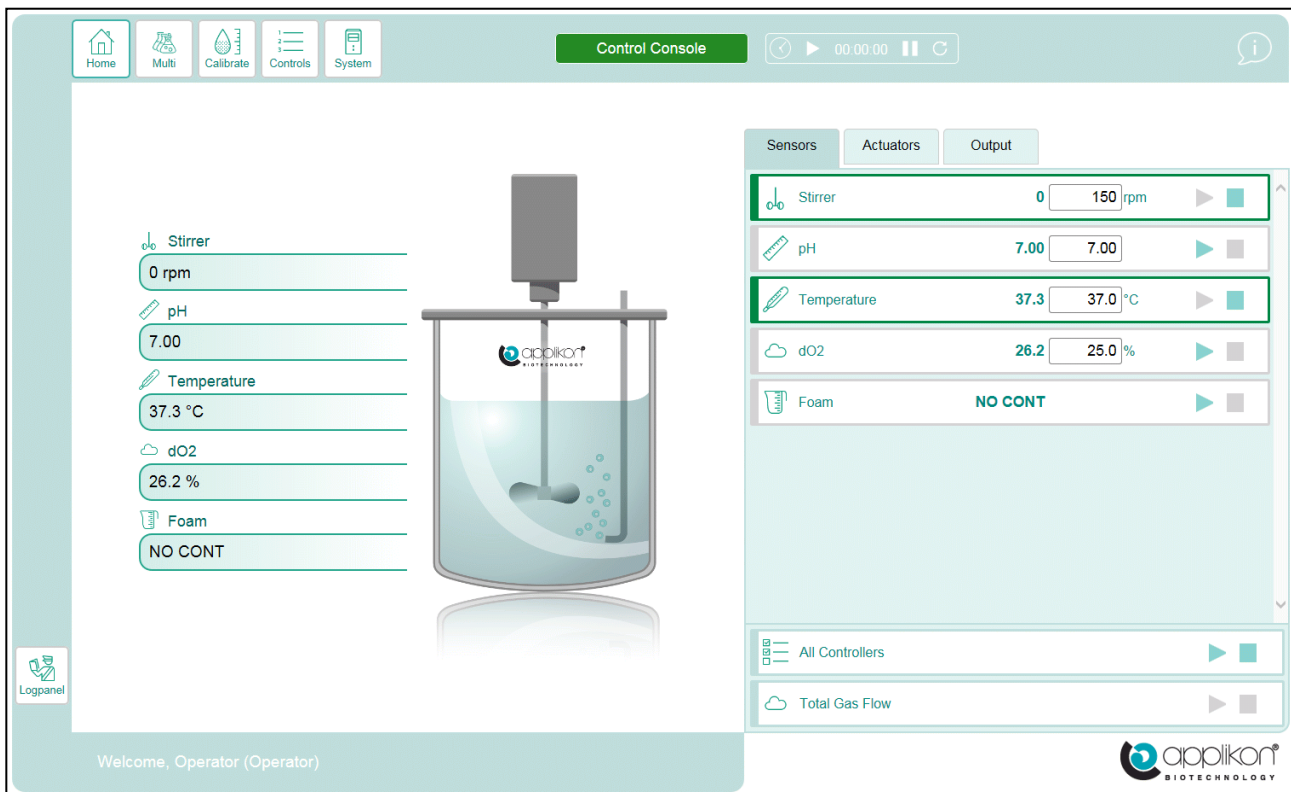 Home
Multi
Calibrate
1
2
3
Controls
System
Control Console
00:00:00
i
Stirrer
0 rpm
pH
7.00
Temperature
37.3 °C
dO2
26.2 %
Foam
NO CONT
applikon®
BIOTECHNOLOGY
Sensors Actuators Output
Stirrer 0 150 rpm
pH 7.00 7.00
Temperature 37.3 37.0 °C
dO2 26.2 25.0 %
Foam NO CONT
All Controllers
Total Gas Flow
Logpanel
Welcome, Operator (Operator)
applikon®
BIOTECHNOLOGY